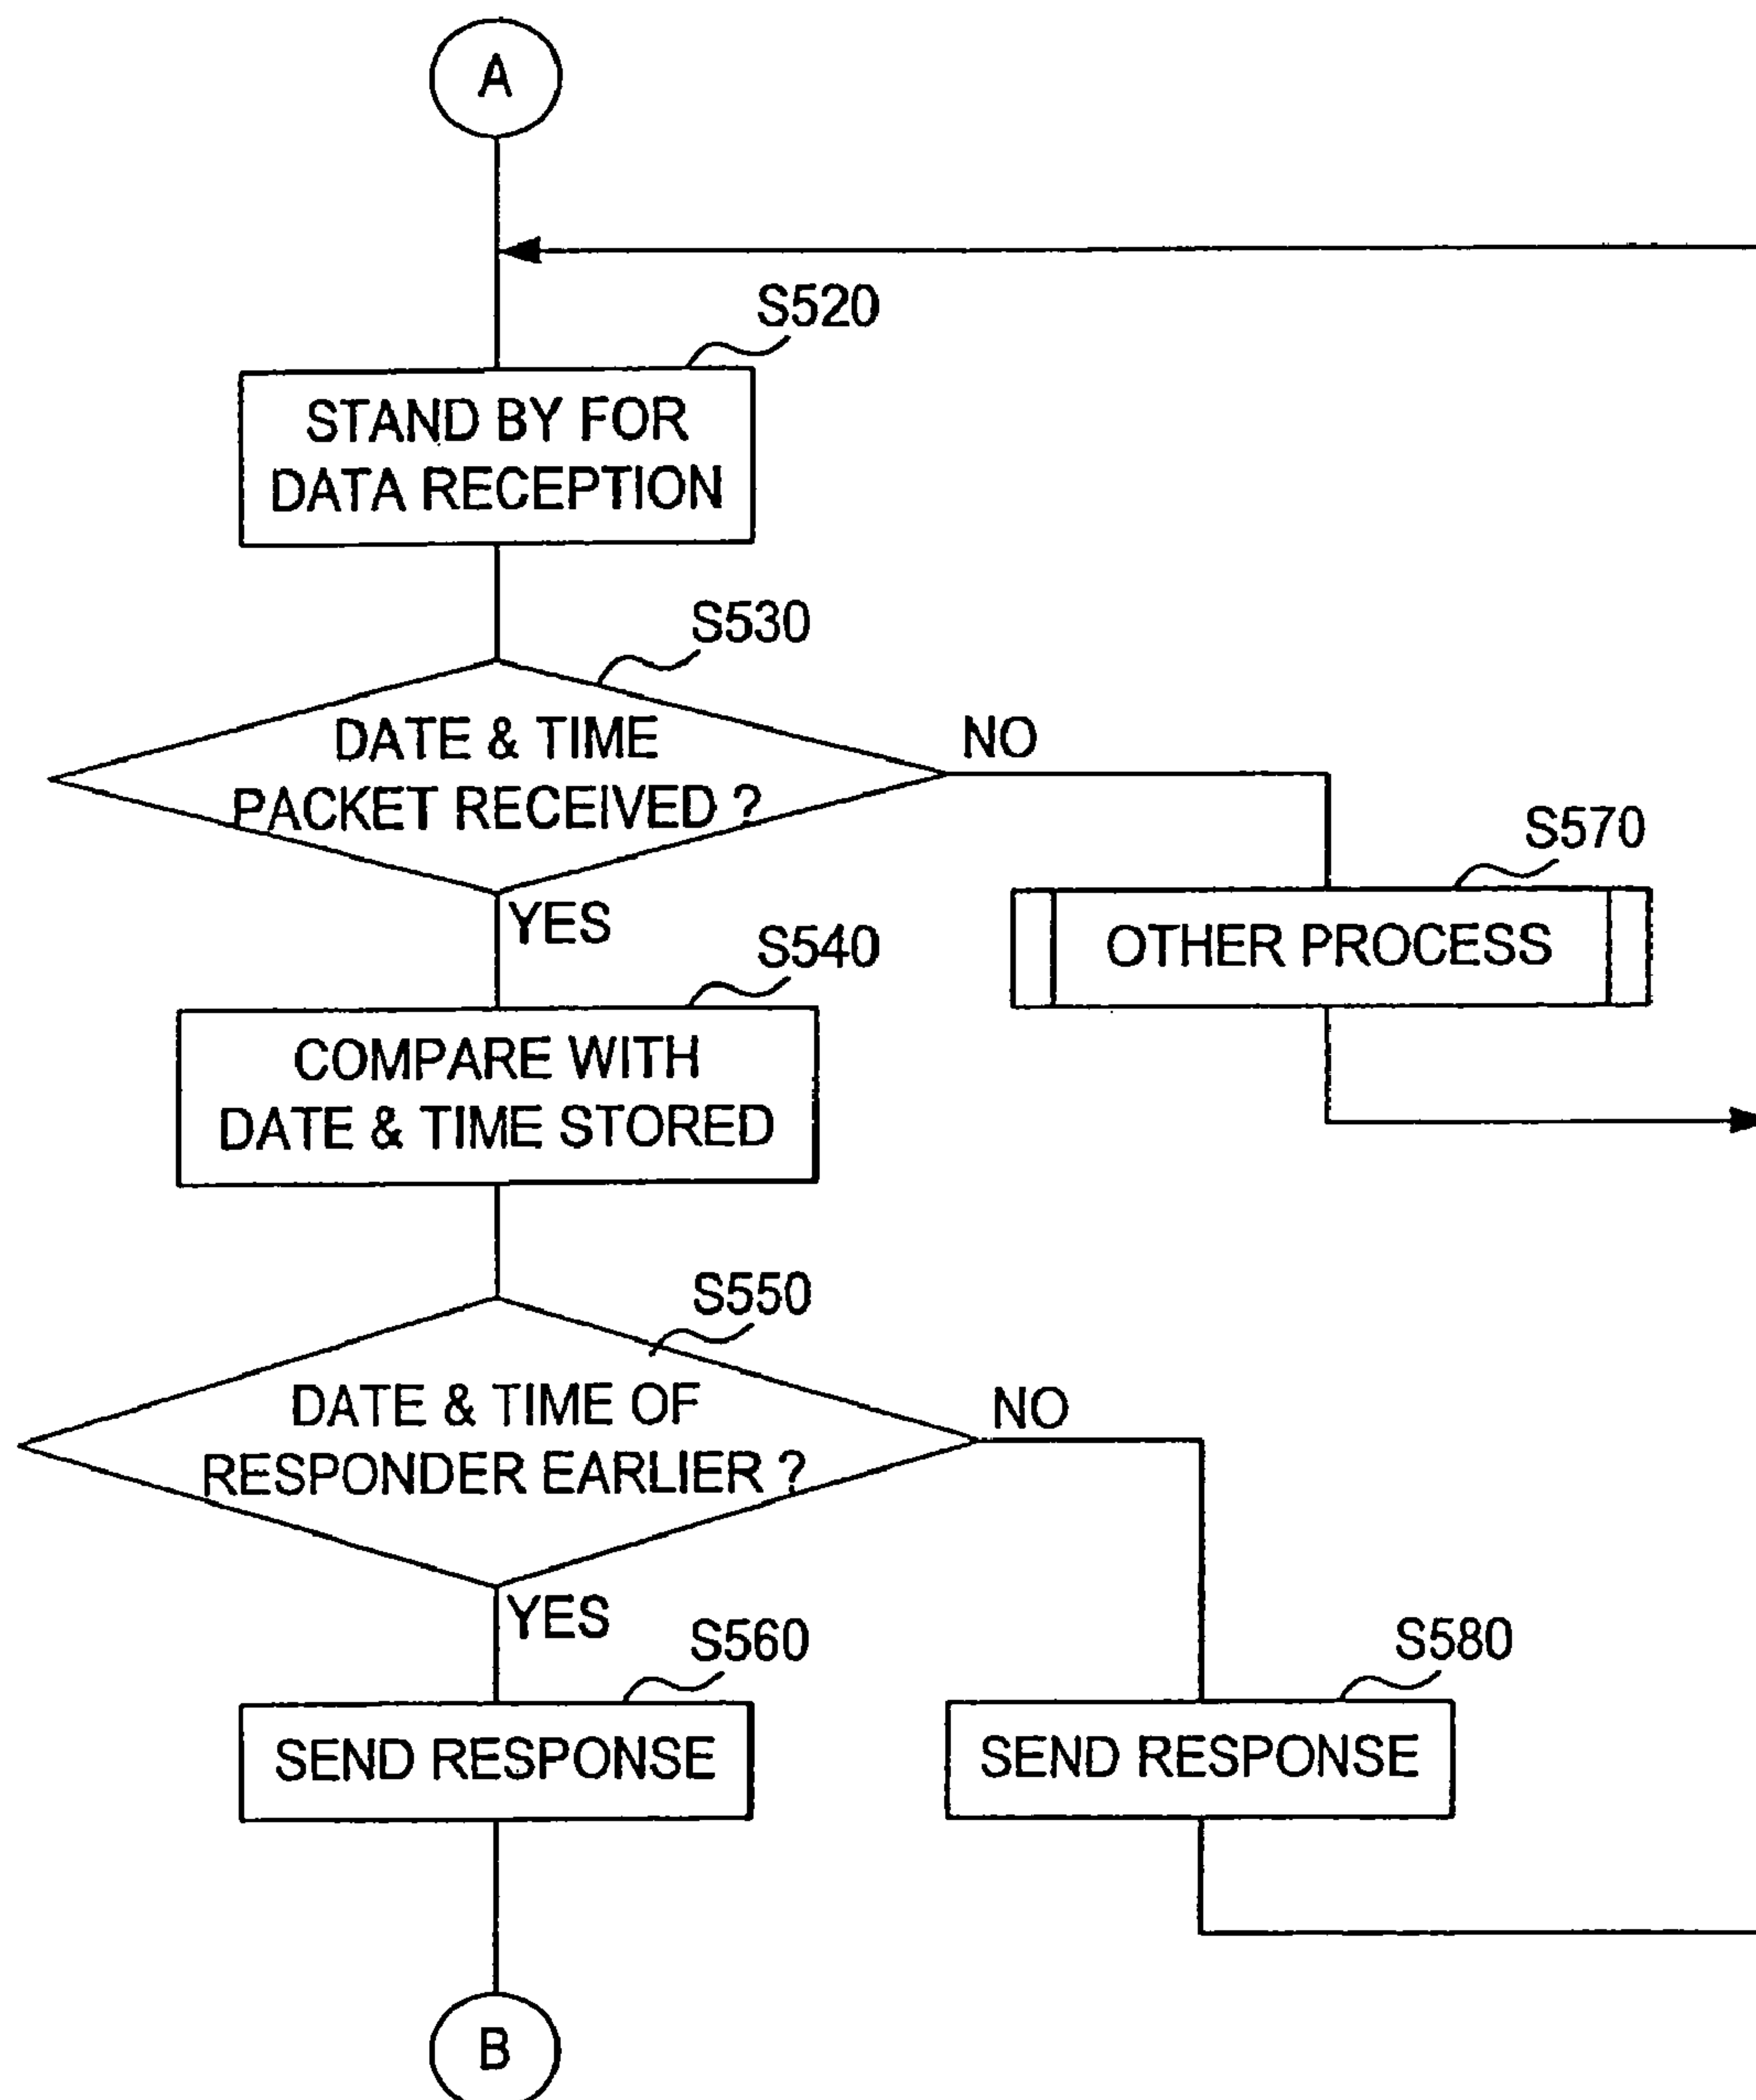 A
S520
STAND BY FOR
DATA RECEPTION
S530
DATA & TIME
PACKET RECEIVED ?
NO
YES
S570
OTHER PROCESS
S540
COMPARE WITH
DATE & TIME STORED
S550
DATE & TIME OF
RESPONDER EARLIER ?
NO
YES
S560
SEND RESPONSE
S580
SEND RESPONSE
B